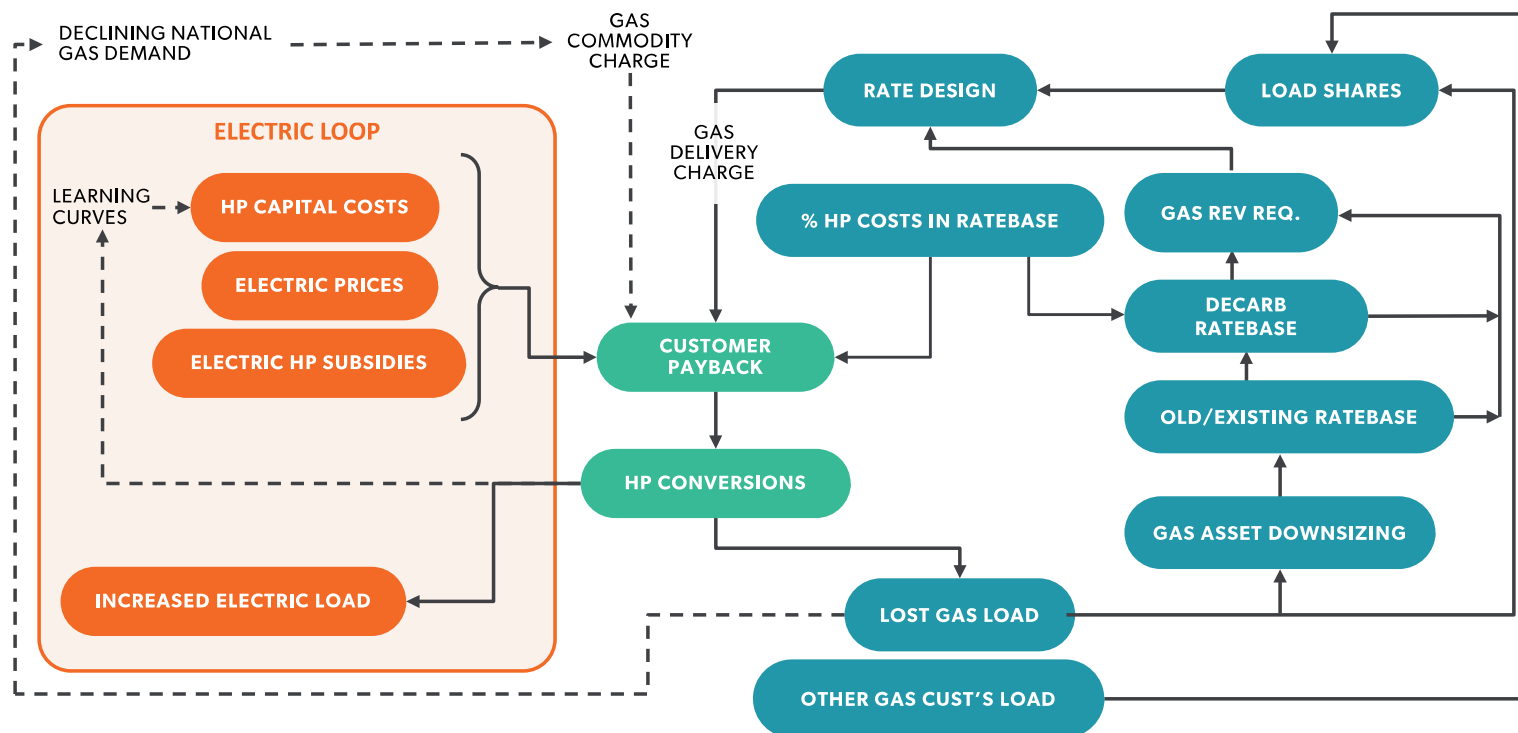 DECLINING NATIONAL
GAS DEMAND
GAS
COMMODITY
CHARGE
RATE DESIGN
LOAD SHARES
ELECTRIC LOOP
GAS
DELIVERY
CHARGE
LEARNING
CURVES
HP CAPITAL COSTS
% HP COSTS IN RATEBASE
GAS REV REQ.
ELECTRIC PRICES
DECARB
RATEBASE
ELECTRIC HP SUBSIDIES
CUSTOMER
PAYBACK
OLD/EXISTING RATEBASE
HP CONVERSIONS
GAS ASSET DOWNSIZING
INCREASED ELECTRIC LOAD
LOST GAS LOAD
OTHER GAS CUST'S LOAD